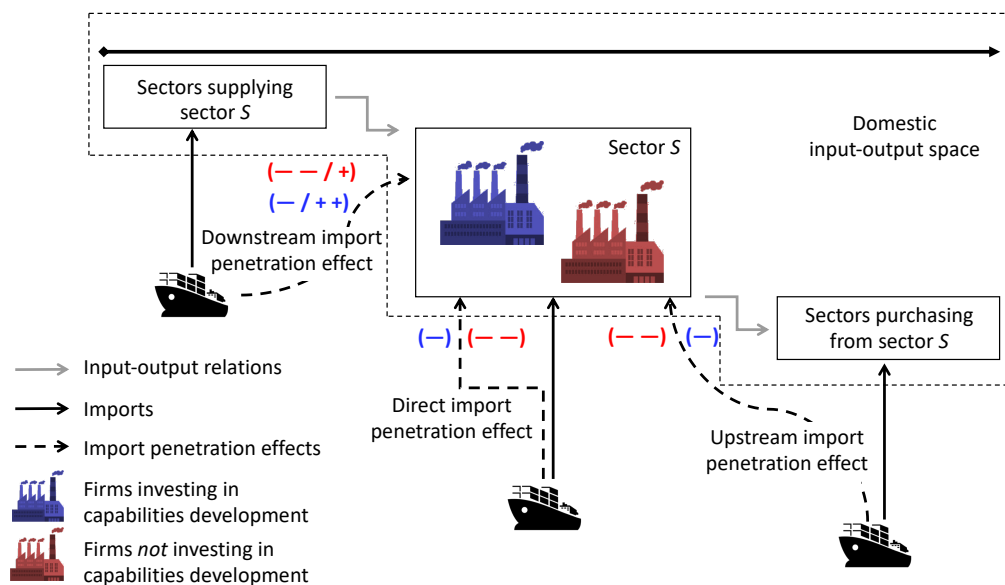 Sectors supplying
sector S
Sector S
Domestic
input-output space
(— — / +)
(— / + +)
Downstream import
penetration effect
Sectors purchasing
from sector S
(—) (— —)
(— —) (—)
Input-output relations
Imports
Import penetration effects
Direct import
penetration effect
Upstream import
penetration effect
Firms investing in
capabilities development
Firms not investing in
capabilities development